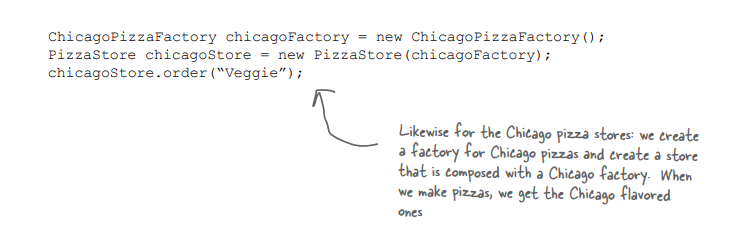 ChicagoPizzaFactory chicagoFactory = new ChicagoPizzaFactory();
PizzaStore chicagoStore = new PizzaStore(chicagoFactory);
chicagoStore.order(“Veggie”);
Likewise for the Chicago pizza stores: we create
a factory for Chicago pizzas and create a store
that is composed with a Chicago factory. When
we make pizzas, we get the Chicago flavored
ones